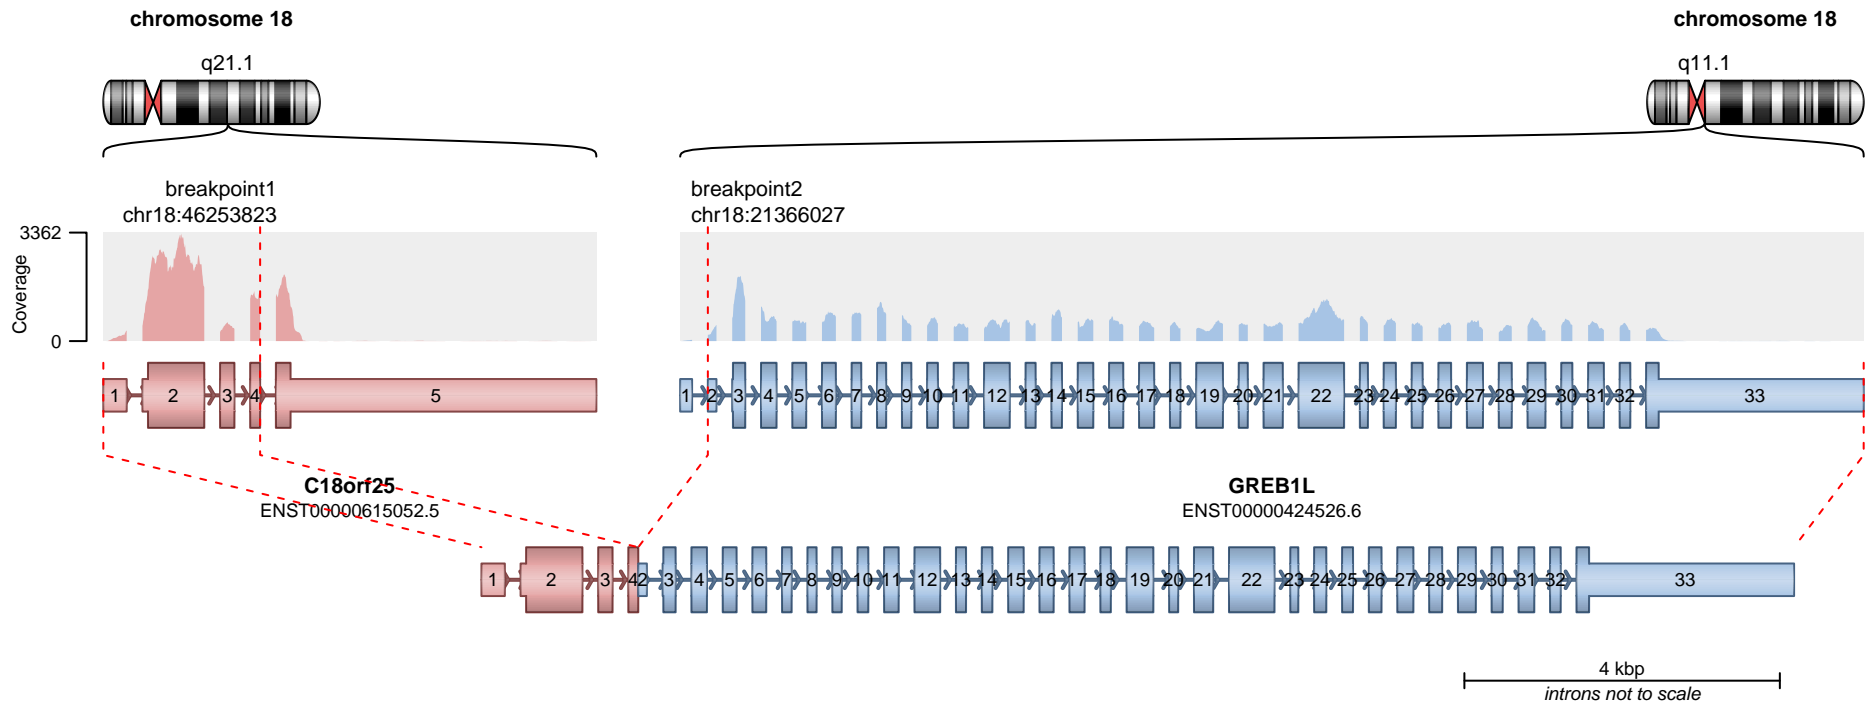 chromosome 18
chromosome 18
q21.1
q11.1
breakpoint1
chr18:46253823
breakpoint2
chr18:21366027
3362
0
Coverage
1 2 3 4 5
1 2 3 4 5 6 7 8 9 10 11 12 13 14 15 16 17 18 19 20 21 22 23 24 25 26 27 28 29 30 31 32 33
C18orf25
ENST00000615052.5
GREB1L
ENST00000424526.6
1 2 3 4 2 3 4 5 6 7 8 9 10 11 12 13 14 15 16 17 18 19 20 21 22 23 24 25 26 27 28 29 30 31 32 33
4 kbp
introns not to scale